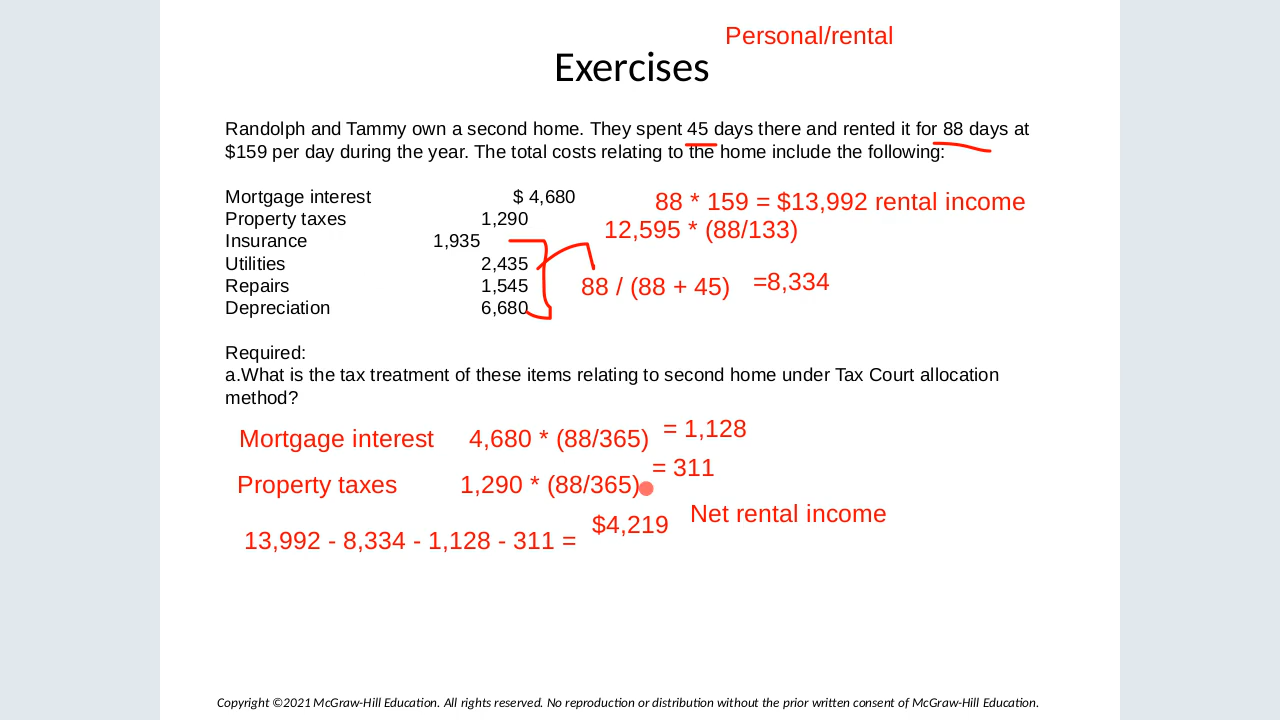 Personal/rental
Exercises
Randolph and Tammy own a second home. They spent 45 days there and rented it for 88 days at
$159 per day during the year. The total costs relating to the home include the following:
Mortgage interest $ 4,680
88 * 159 = $13,992 rental income
Property taxes 1,290
12,595 * (88/133)
Insurance 1,935
Utilities 2,435
Repairs 1,545
88 / (88 + 45) =8,334
Depreciation 6,680
Required:
a.What is the tax treatment of these items relating to second home under Tax Court allocation
method?
Mortgage interest 4,680 * (88/365) = 1,128
Property taxes 1,290 * (88/365) = 311
13,992 - 8,334 - 1,128 - 311 = $4,219 Net rental income
Copyright ©2021 McGraw-Hill Education. All rights reserved. No reproduction or distribution without the prior written consent of McGraw-Hill Education.